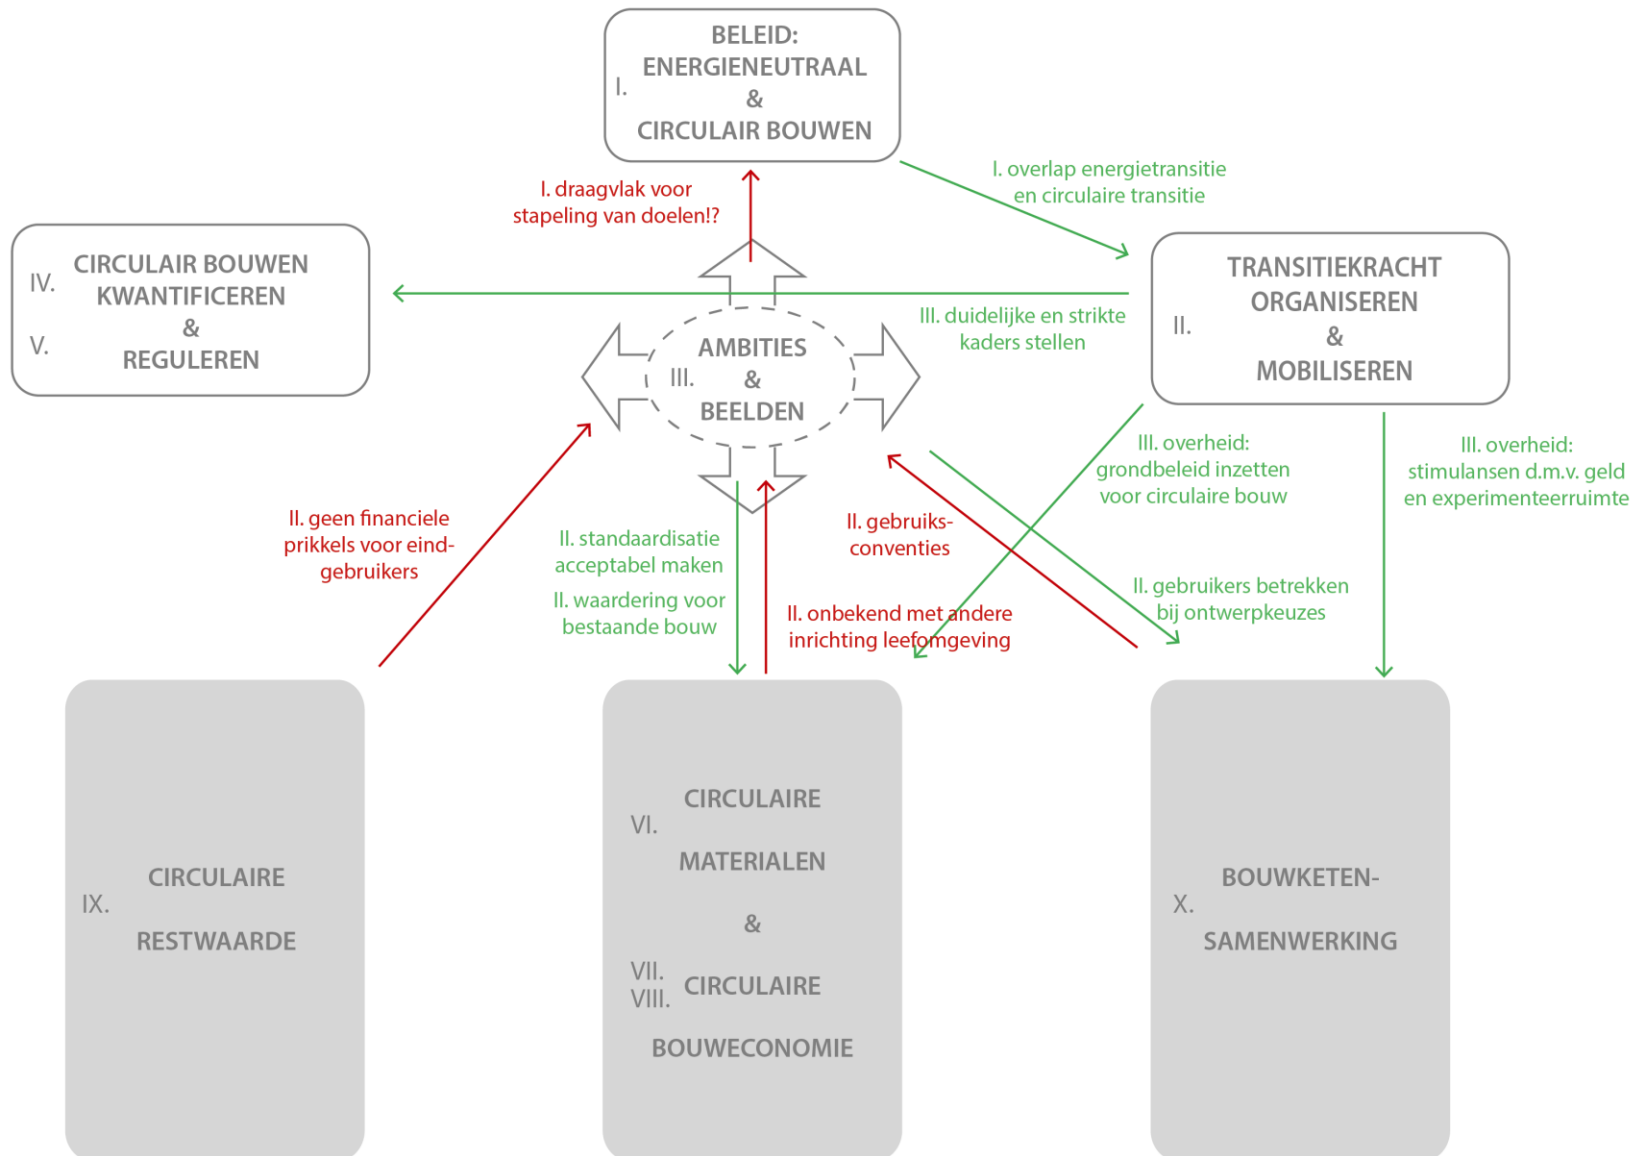 BELEID:
I. ENERGIENEUTRAAL
&
CIRCULAIR BOUWEN
I. draagvlak voor
stapeling van doelen!?
I. overlap energietransitie
en circulaire transitie
IV. CIRCULAIR BOUWEN
KWANTIFICEREN
&
V. REGULEREN
TRANSITIEKRACHT
ORGANISEREN
II. &
MOBILISEREN
III. duidelijke en strikte
kaders stellen
AMBITIES
III. &
BEELDEN
II. geen financiele
prikkels voor eind-
gebruikers
II. standaardisatie
acceptabel maken
II. waardering voor
bestaande bouw
II. gebruiks-
conventies
II. onbekend met andere
inrichting leefomgeving
III. overheid:
grondbeleid inzetten
voor circulaire bouw
III. overheid:
stimulansen d.m.v. geld
en experimenteerruimte
II. gebruikers betrekken
bij ontwerpkeuzes
CIRCULAIRE
IX.
RESTWAARDE
CIRCULAIRE
VI.
MATERIALEN
&
VII.
CIRCULAIRE
VIII.
BOUWECONOMIE
BOUWKETEN-
X.
SAMENWERKING